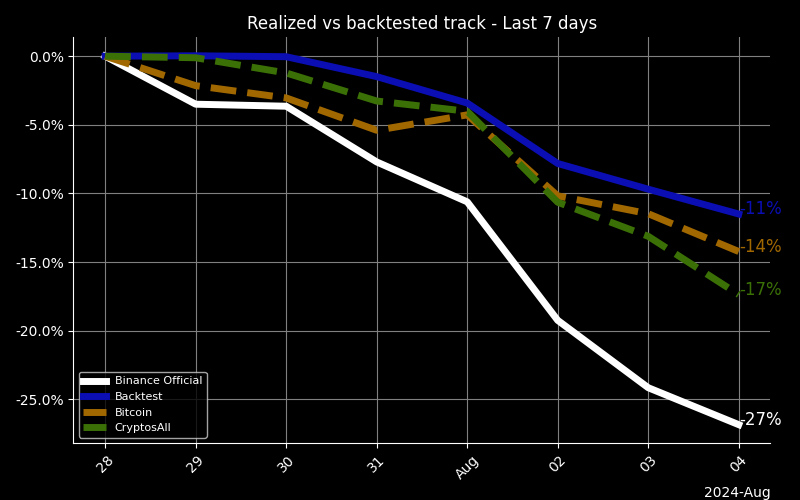 Realized vs backtested track - Last 7 days
0.0%
-5.0%
-10.0%
-15.0%
-20.0%
-25.0%
-11%
-14%
-17%
-27%
Binance Official
Backtest
Bitcoin
CryptosAll
28
29
30
31
Aug
02
03
04
2024-Aug